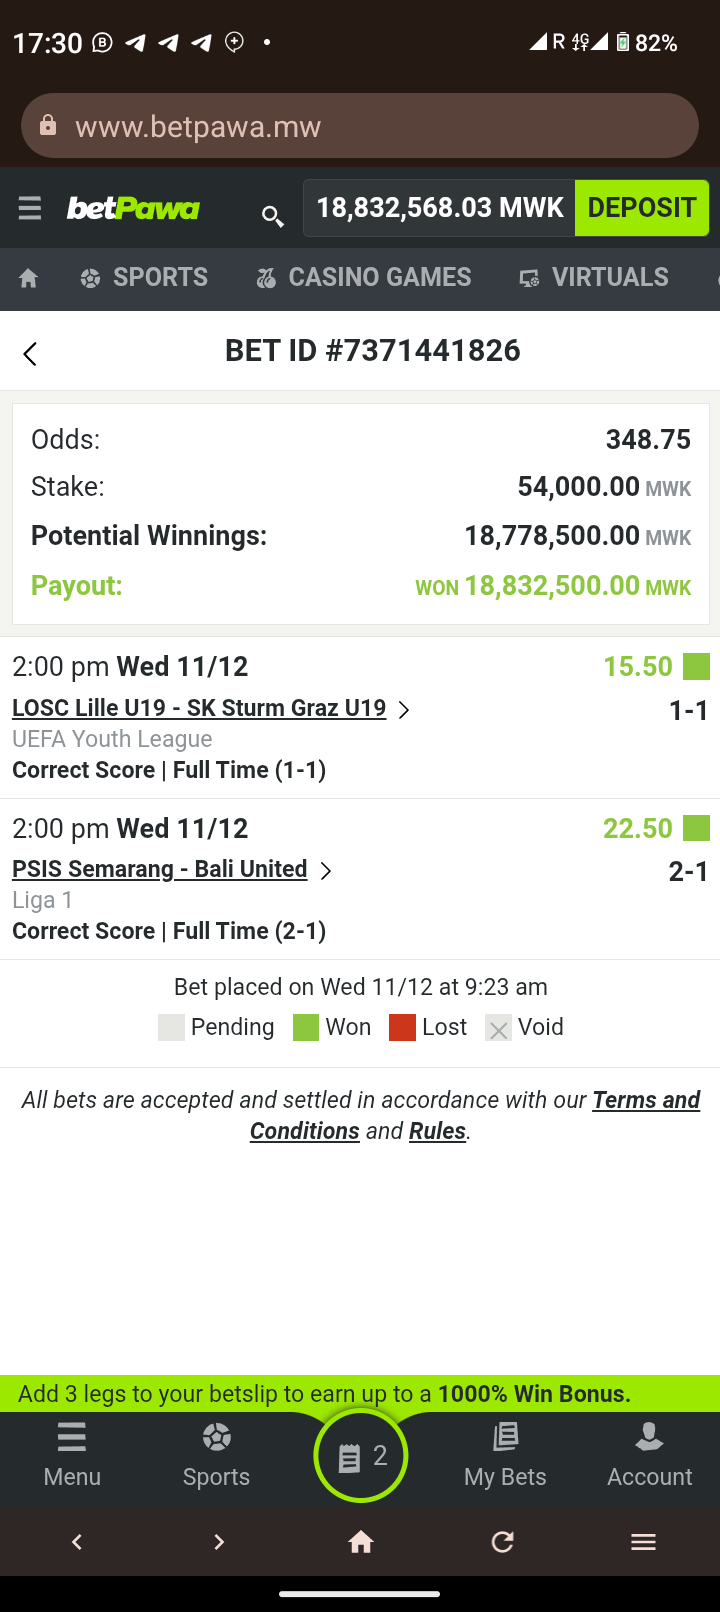 17:30 R 4G 82%
www.betpawa.mw
betPawa 18,832,568.03 MWK DEPOSIT
SPORTS CASINO GAMES VIRTUALS
BET ID #7371441826
Odds: 348.75
Stake: 54,000.00 MWK
Potential Winnings: 18,778,500.00 MWK
Payout: WON 18,832,500.00 MWK
2:00 pm Wed 11/12 15.50
LOSC Lille U19 - SK Sturm Graz U19 1-1
UEFA Youth League
Correct Score | Full Time (1-1)
2:00 pm Wed 11/12 22.50
PSIS Semarang - Bali United 2-1
Liga 1
Correct Score | Full Time (2-1)
Bet placed on Wed 11/12 at 9:23 am
Pending Won Lost Void
All bets are accepted and settled in accordance with our Terms and
Conditions and Rules.
Add 3 legs to your betslip to earn up to a 1000% Win Bonus.
2
Menu Sports My Bets Account